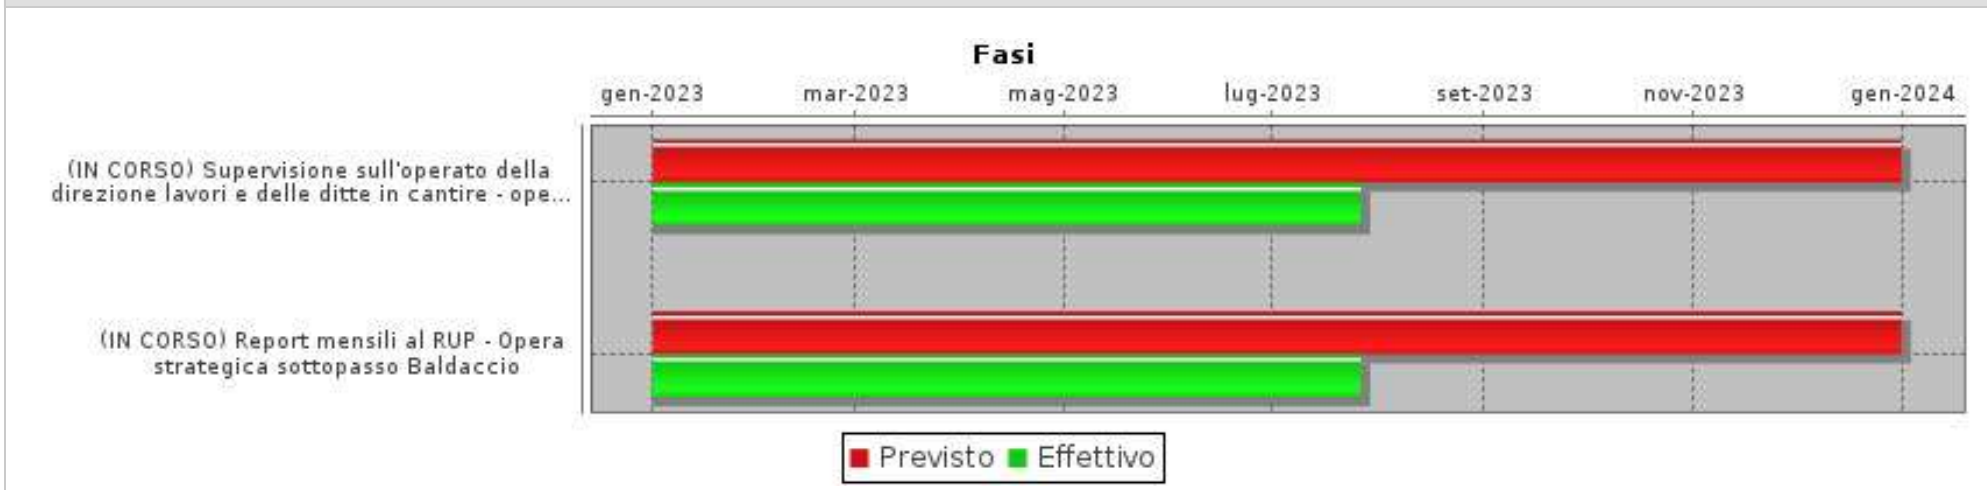 Fasi
gen-2023 mar-2023 mag-2023 lug-2023 set-2023 nov-2023 gen-2024
(IN CORSO) Supervisione sull'operato della
direzione lavori e delle ditte in cantire - ope...
(IN CORSO) Report mensili al RUP - Opera
strategica sottopasso Baldaccio
Previsto Effettivo